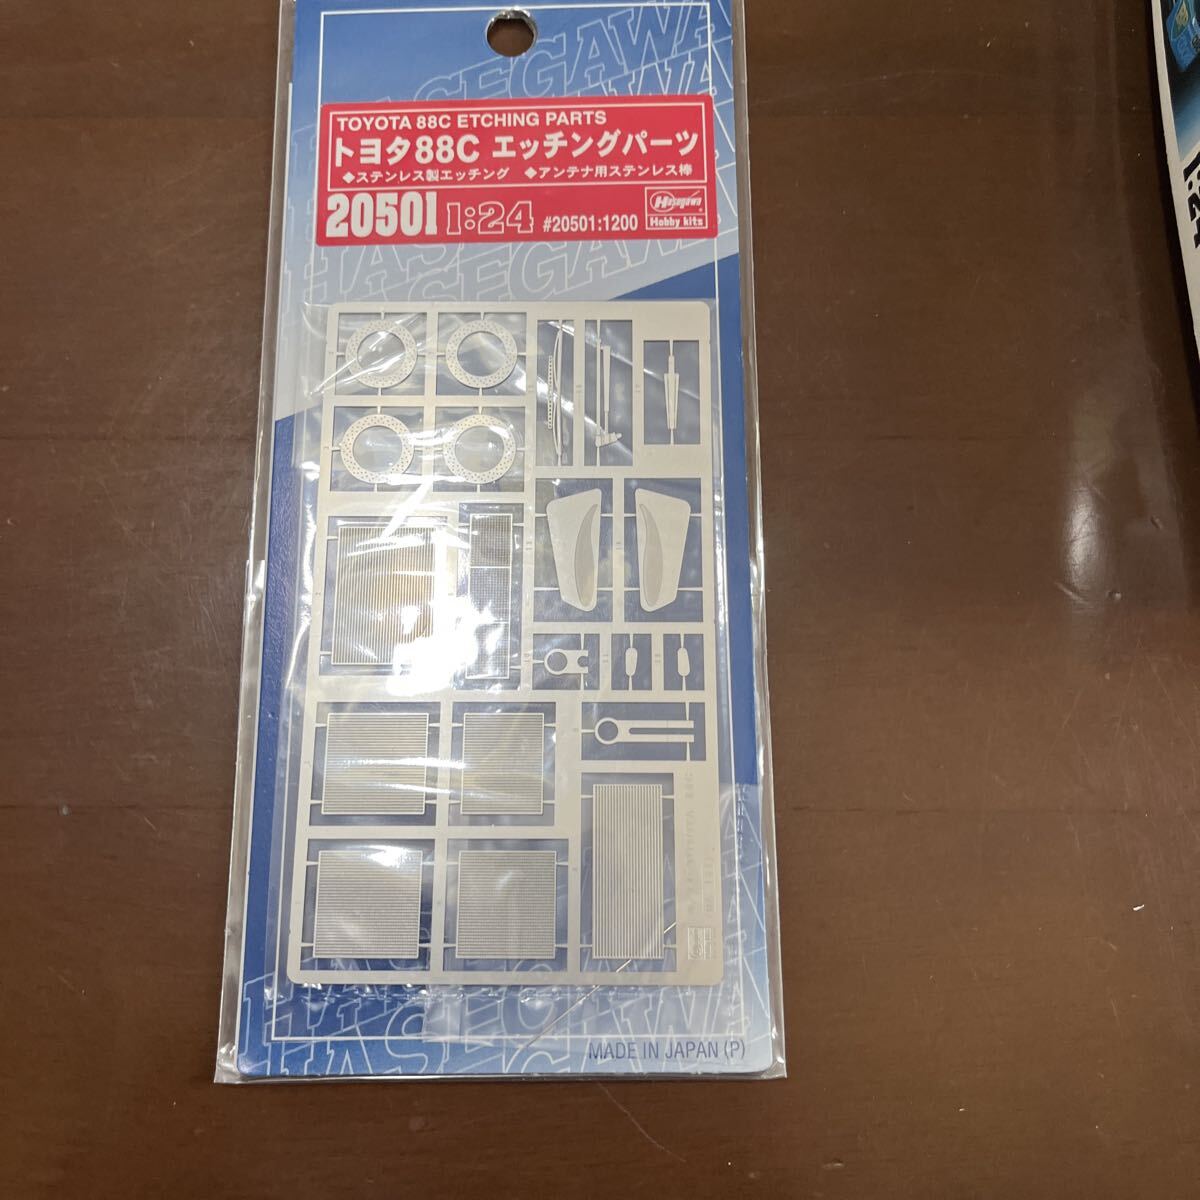 HASEGAWA
TOYOTA 88C ETCHING PARTS
トヨタ88C エッチングパーツ
◆ステンレス製エッチング ◆アンテナ用ステンレス棒
20501 1:24 #20501:1200
Hasegawa
Hobby kits
HASEGAWA
HASEGAWA
HASEGAWA
MADE IN JAPAN (P)